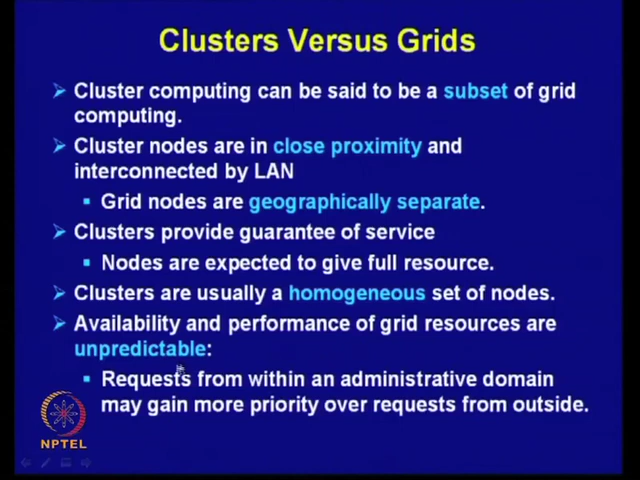 Clusters Versus Grids
Cluster computing can be said to be a subset of grid
computing.
Cluster nodes are in close proximity and
interconnected by LAN
Grid nodes are geographically separate.
Clusters provide guarantee of service
Nodes are expected to give full resource.
Clusters are usually a homogeneous set of nodes.
Availability and performance of grid resources are
unpredictable:
Requests from within an administrative domain
may gain more priority over requests from outside.
NPTEL